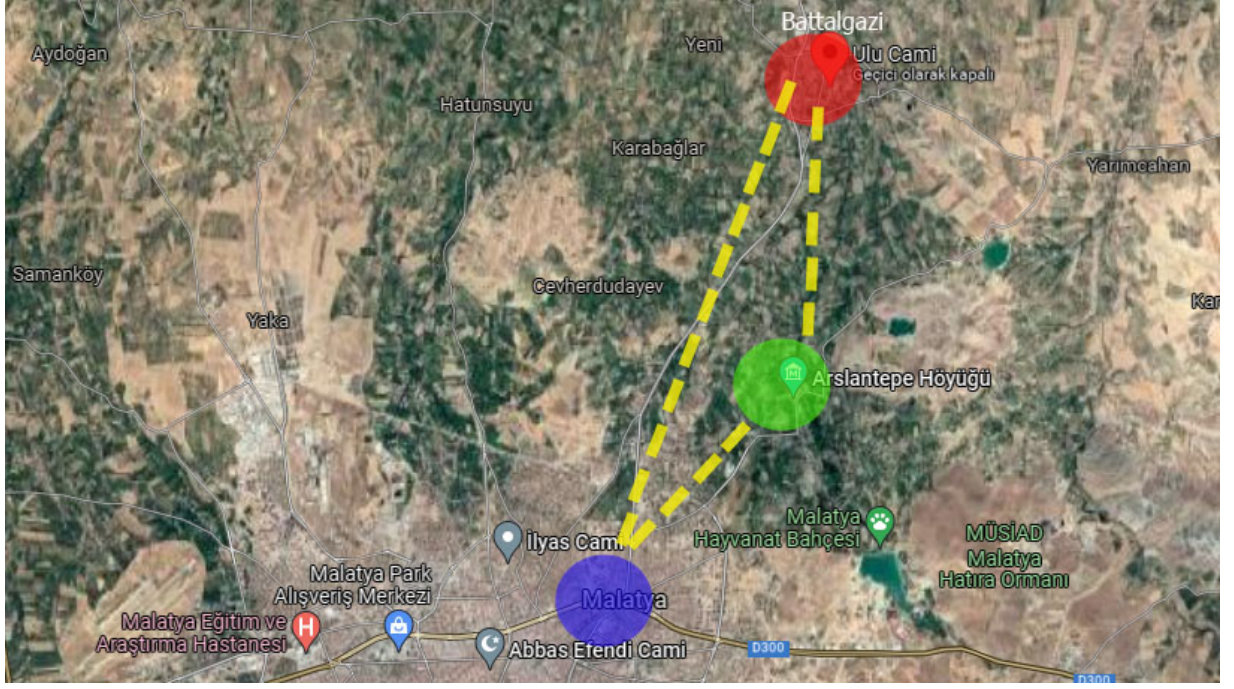 Battalgazi
Aydoğan
Yeni
Ulu Cami
Geçici olarak kapalı
Hatunsuyu
Karabağlar
Yarımcahan
Samanköy
Cevherdudayev
Kar
Yaka
Arslantepe Höyüğü
Malatya
Hayvanat Bahçesi
MÜSİAD
Malatya
Hatıra Ormanı
İlyas Cami
Malatya Park
Alışveriş Merkezi
Malatya
Malatya Eğitim ve
Araştırma Hastanesi
H
Abbas Efendi Cami
D300
D300